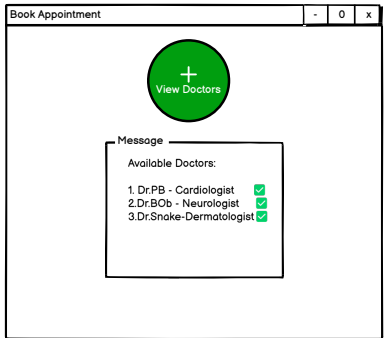 Book Appointment
- O x
View Doctors
Message
Available Doctors:
1. Dr.PB - Cardiologist
2.Dr.BOb - Neurologist
3.Dr.Snake-Dermatologist